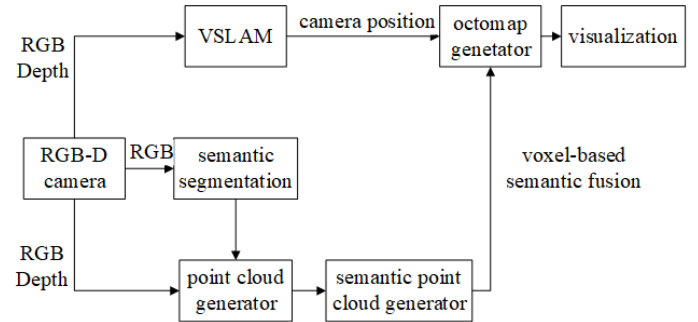 RGB
Depth
VSLAM
camera position
octomap
genetator
visualization
RGB-D
camera
RGB
semantic
segmentation
voxel-based
semantic fusion
RGB
Depth
point cloud
generator
semantic point
cloud generator